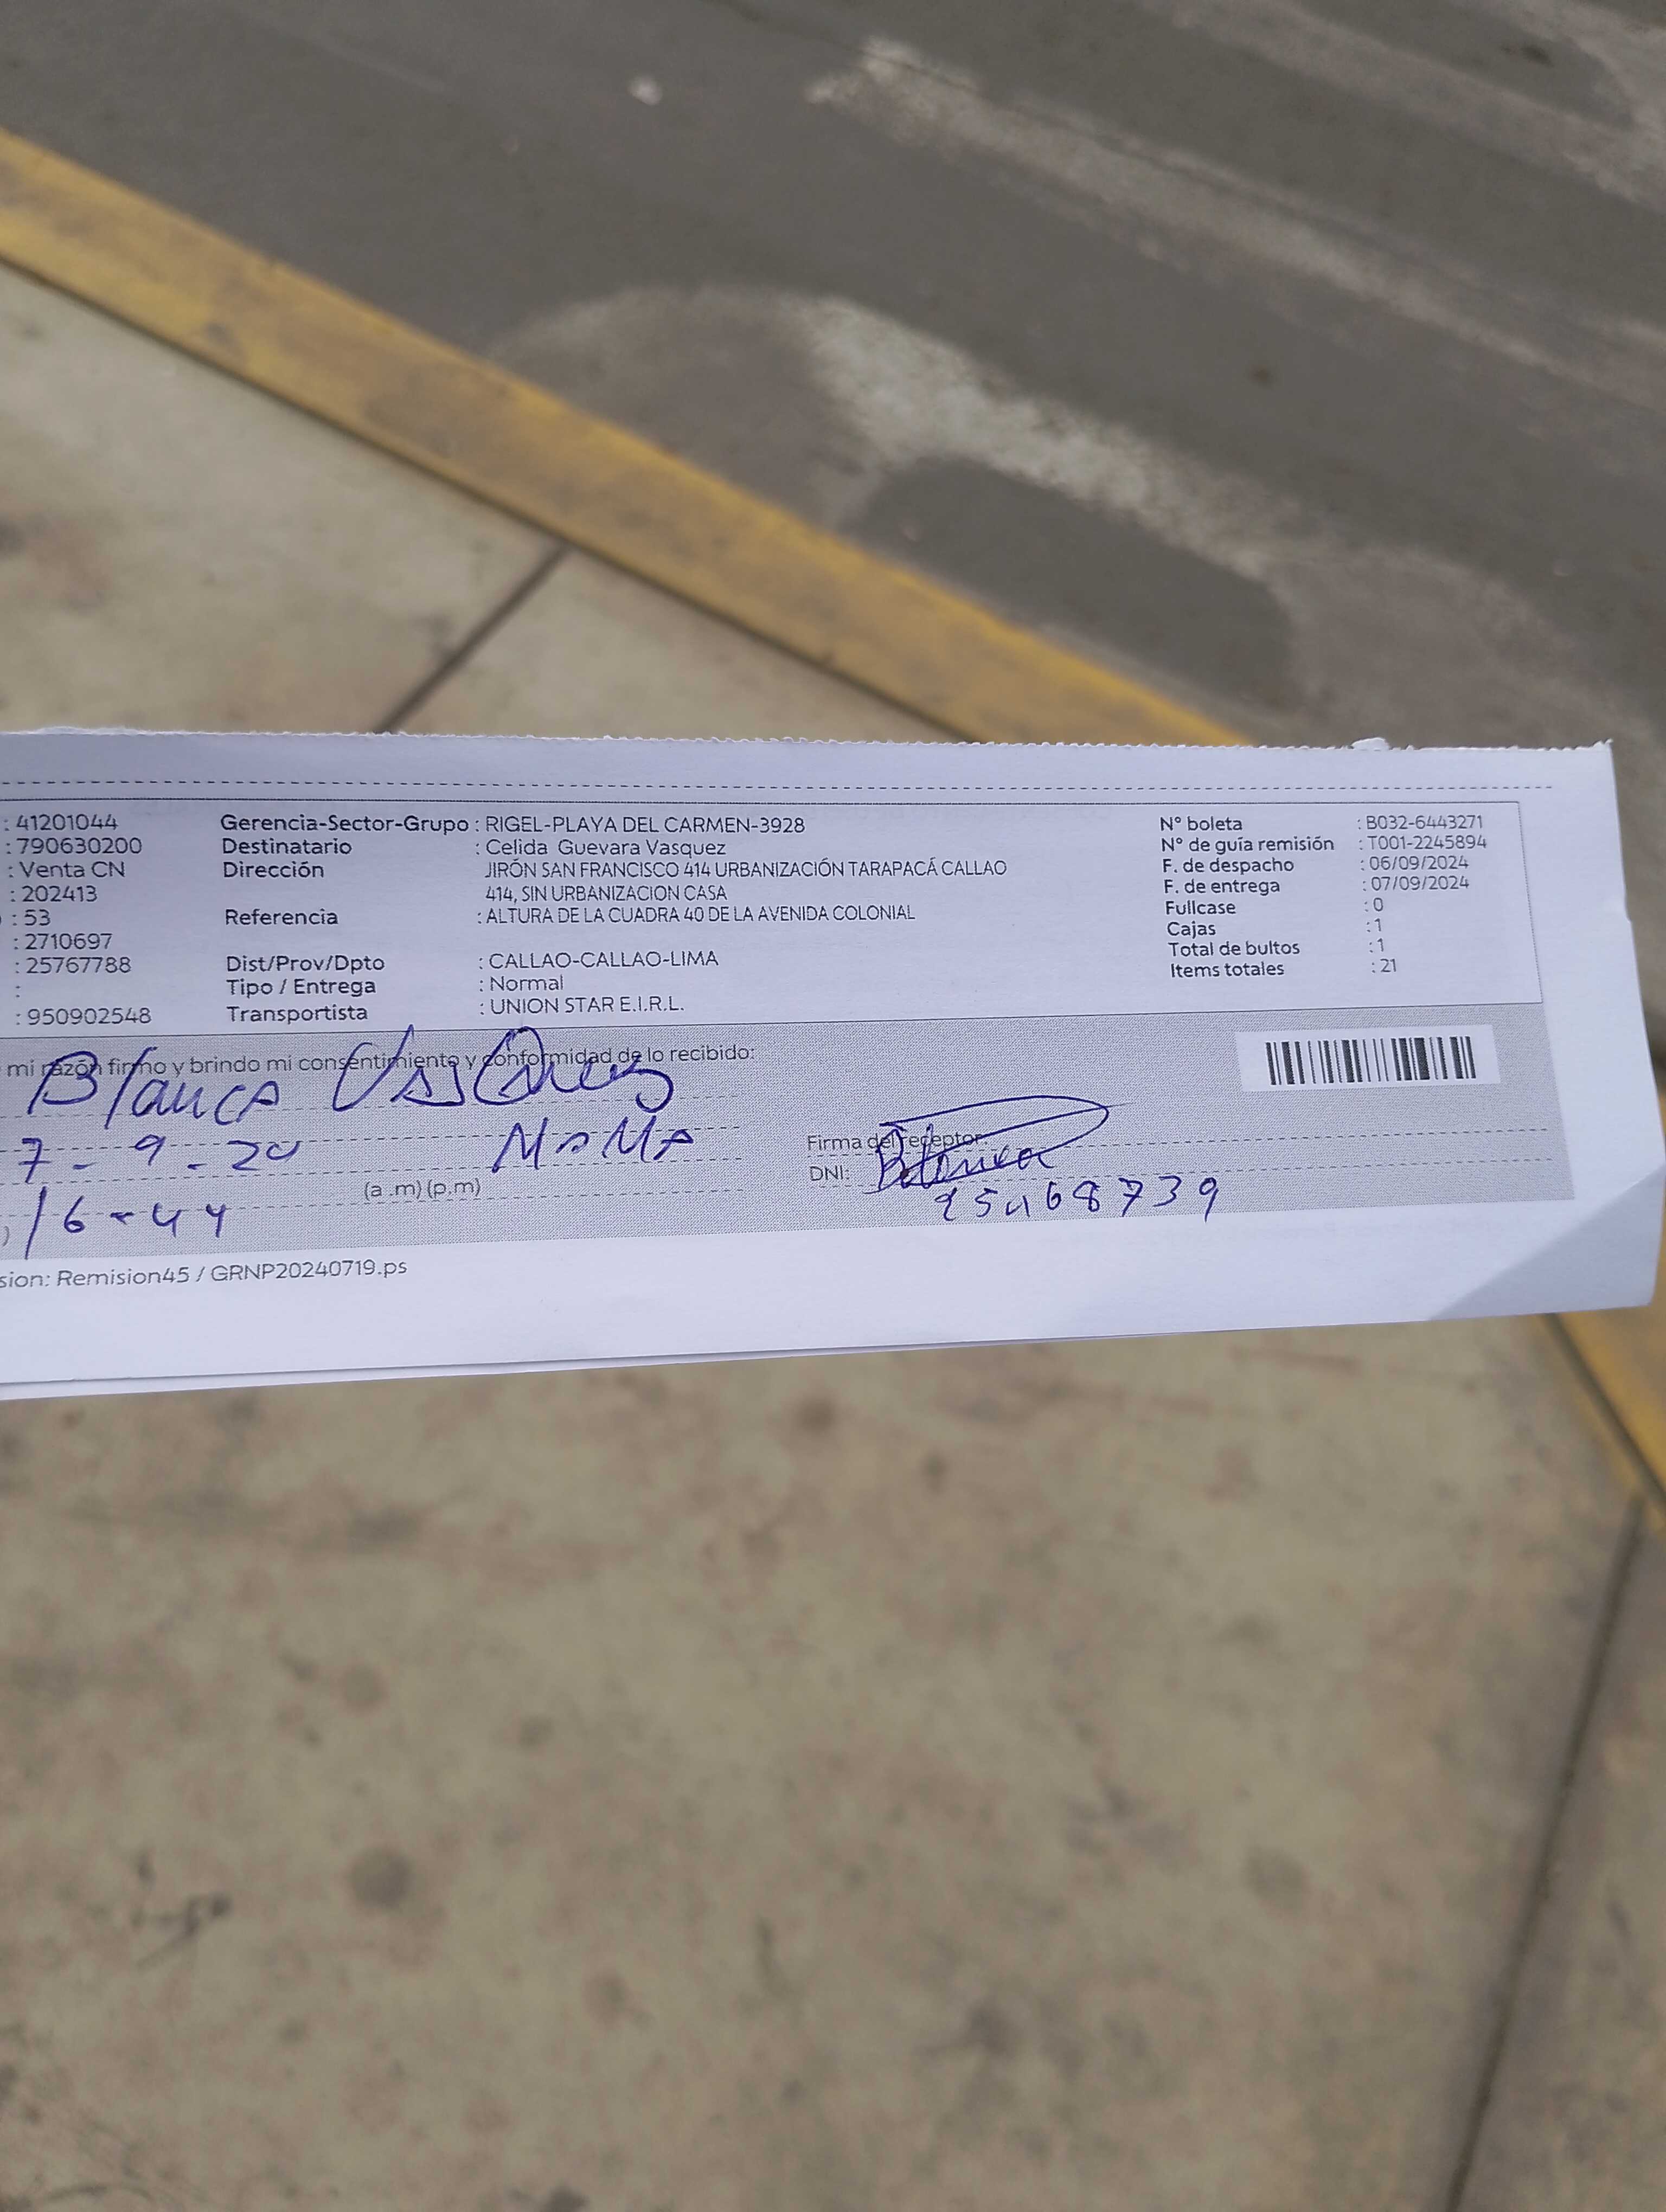 : 41201044 Gerencia-Sector-Grupo : RIGEL-PLAYA DEL CARMEN-3928 N° boleta : B032-6443271
: 790630200 Destinatario : Celida Guevara Vasquez N° de guía remisión : T001-2245894
: Venta CN Dirección JIRÓN SAN FRANCISCO 414 URBANIZACIÓN TARAPACÁ CALLAO F. de despacho : 06/09/2024
: 202413 414, SIN URBANIZACION CASA F. de entrega : 07/09/2024
: 53 Referencia : ALTURA DE LA CUADRA 40 DE LA AVENIDA COLONIAL Fullcase : 0
: 2710697 Cajas : 1
: 25767788 Dist/Prov/Dpto : CALLAO-CALLAO-LIMA Total de bultos : 1
: Tipo / Entrega : Normal Items totales : 21
: 950902548 Transportista : UNION STAR E.I.R.L.
mi razón firmo y brindo mi consentimiento y conformidad de lo recibido:
Blanca
7-9-20 MaMa Firma del receptor
DNI: Blanca
(a .m) (p.m) 25468739
16-44
sion: Remision45 / GRNP20240719.ps